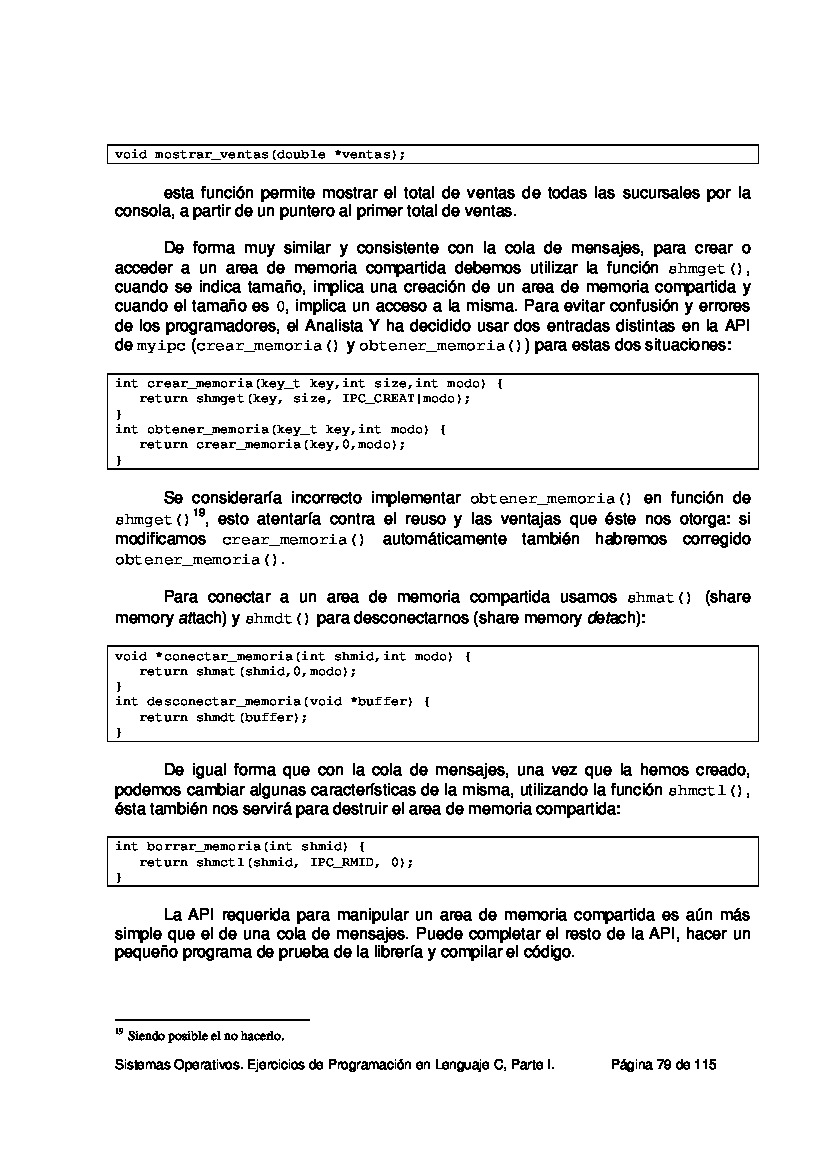 void mostrar_ventas(double *ventas);
esta función permite mostrar el total de ventas de todas las sucursales por la
consola, a partir de un puntero al primer total de ventas.
De forma muy similar y consistente con la cola de mensajes, para crear o
acceder a un area de memoria compartida debemos utilizar la función shmget(),
cuando se indica tamaño, implica una creación de un area de memoria compartida y
cuando el tamaño es 0, implica un acceso a la misma. Para evitar confusión y errores
de los programadores, el Analista Y ha decidido usar dos entradas distintas en la API
de myipc (crear_memoria() y obtener_memoria()) para estas dos situaciones:
int crear_memoria(key_t key,int size,int modo) {
return shmget(key, size, IPC_CREAT|modo);
}
int obtener_memoria(key_t key,int modo) {
return crear_memoria(key,0,modo);
}
Se consideraría incorrecto implementar obtener_memoria() en función de
shmget()19, esto atentaría contra el reuso y las ventajas que éste nos otorga: si
modificamos crear_memoria() automáticamente también habremos corregido
obtener_memoria().
Para conectar a un area de memoria compartida usamos shmat() (share
memory attach) y shmdt() para desconectarnos (share memory detach):
void *conectar_memoria(int shmid,int modo) {
return shmat(shmid,0,modo);
}
int desconectar_memoria(void *buffer) {
return shmdt(buffer);
}
De igual forma que con la cola de mensajes, una vez que la hemos creado,
podemos cambiar algunas características de la misma, utilizando la función shmctl(),
ésta también nos servirá para destruir el area de memoria compartida:
int borrar_memoria(int shmid) {
return shmctl(shmid, IPC_RMID, 0);
}
La API requerida para manipular un area de memoria compartida es aún más
simple que el de una cola de mensajes. Puede completar el resto de la API, hacer un
pequeño programa de prueba de la librería y compilar el código.
19 Siendo posible el no hacerlo.
Sistemas Operativos. Ejercicios de Programación en Lenguaje C, Parte I. Página 79 de 115